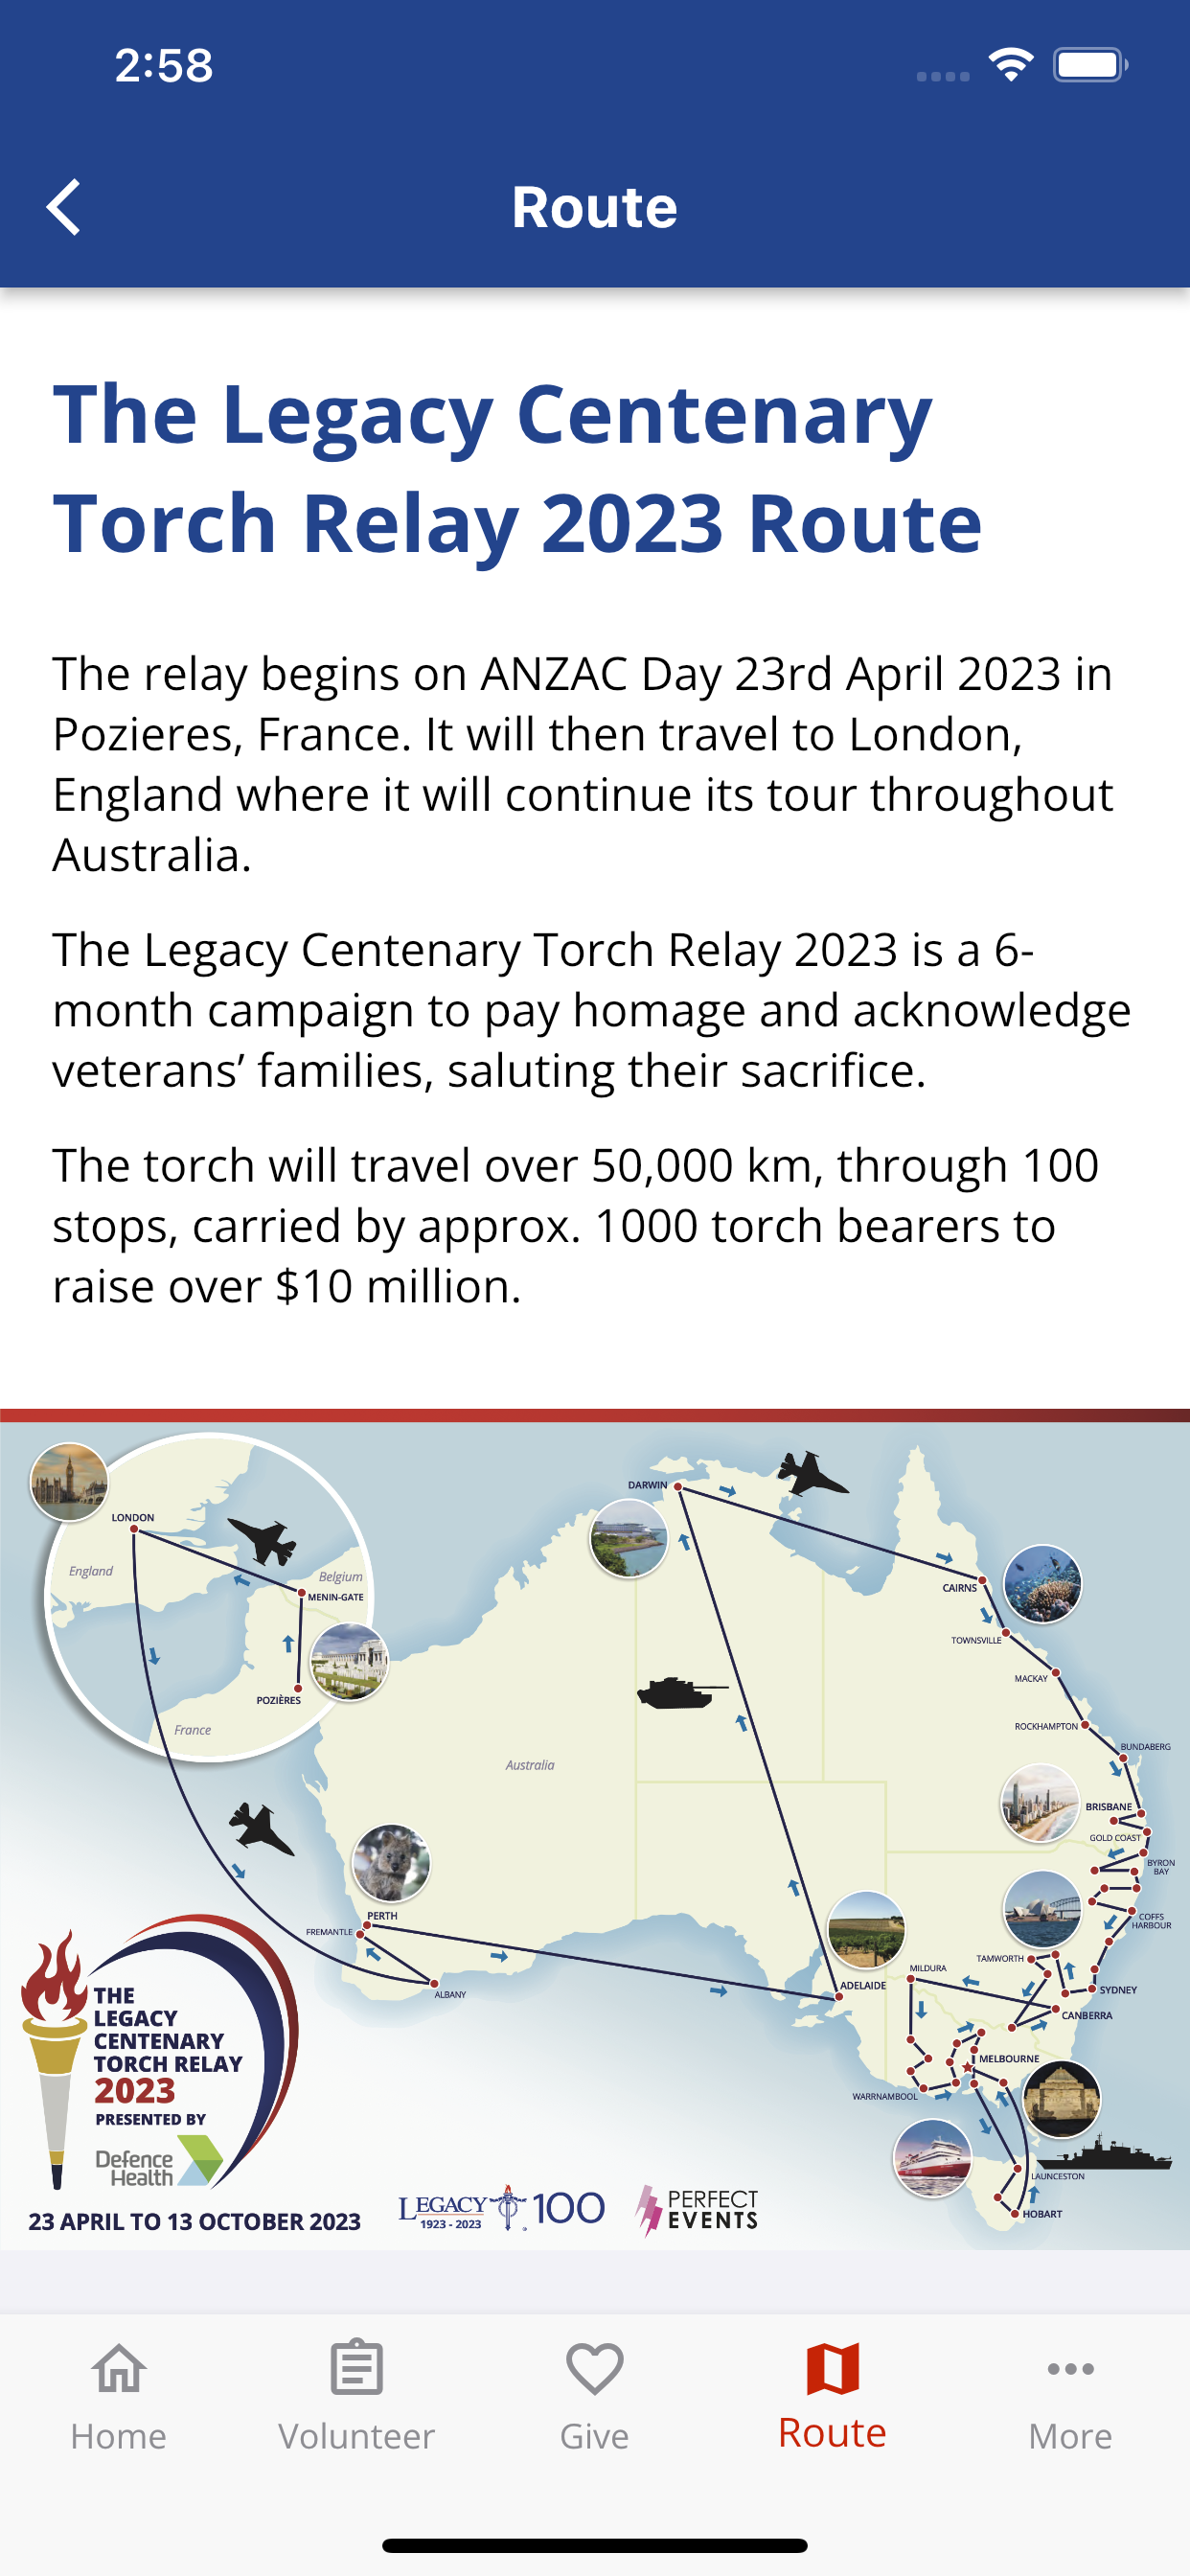 2:58
Route
The Legacy Centenary
Torch Relay 2023 Route
The relay begins on ANZAC Day 23rd April 2023 in
Pozieres, France. It will then travel to London,
England where it will continue its tour throughout
Australia.
The Legacy Centenary Torch Relay 2023 is a 6-
month campaign to pay homage and acknowledge
veterans’ families, saluting their sacrifice.
The torch will travel over 50,000 km, through 100
stops, carried by approx. 1000 torch bearers to
raise over $10 million.
LONDON
England
Belgium
MENIN-GATE
POZIÈRES
France
DARWIN
CAIRNS
TOWNSVILLE
MACKAY
ROCKHAMPTON
BUNDABERG
Australia
BRISBANE
GOLD COAST
BYRON
BAY
COFFS
HARBOUR
PERTH
FREMANTLE
ALBANY
TAMWORTH
MILDURA
ADELAIDE
SYDNEY
CANBERRA
MELBOURNE
WARRNAMBOOL
LAUNCESTON
HOBART
THE
LEGACY
CENTENARY
TORCH RELAY
2023
PRESENTED BY
Defence
Health
23 APRIL TO 13 OCTOBER 2023
LEGACY 100
1923 - 2023
PERFECT
EVENTS
Home
Volunteer
Give
Route
More